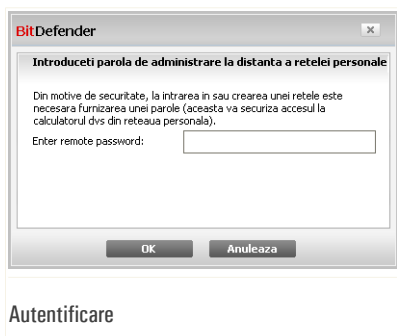 BitDefender
Introduceti parola de administrare la distanta a retelei personale
Din motive de securitate, la intrarea in sau crearea unei retele este
necesara furnizarea unei parole (aceasta va securiza accesul la
calculatorul dvs din reteaua personala).
Enter remote password:
OK
Anuleaza
Autentificare